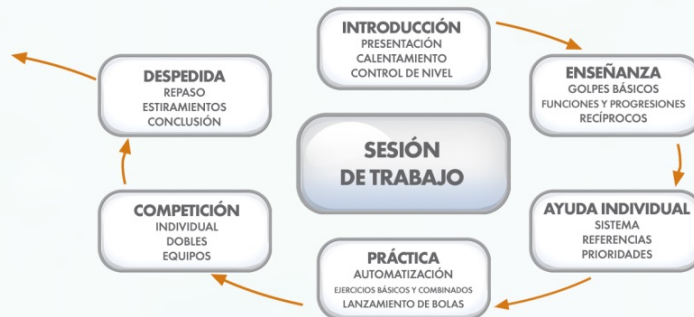 INTRODUCCIÓN
PRESENTACIÓN
CALENTAMIENTO
CONTROL DE NIVEL
ENSEÑANZA
GOLPES BÁSICOS
FUNCIONES Y PROGRESIONES
RECÍPROCOS
AYUDA INDIVIDUAL
SISTEMA
REFERENCIAS
PRIORIDADES
PRÁCTICA
AUTOMATIZACIÓN
EJERCICIOS BÁSICOS Y COMBINADOS
LANZAMIENTO DE BOLAS
COMPETICIÓN
INDIVIDUAL
DOBLES
EQUIPOS
DESPEDIDA
REPASO
ESTIRAMIENTOS
CONCLUSIÓN
SESIÓN
DE TRABAJO